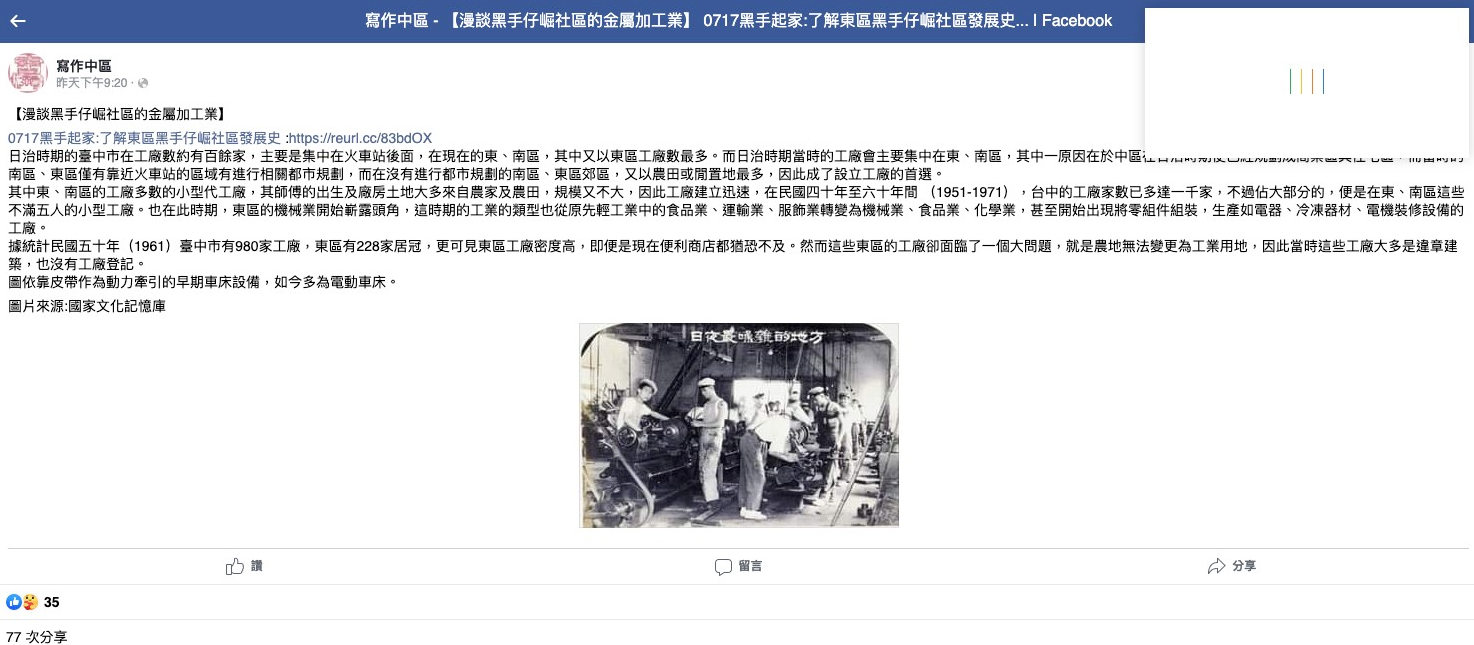 寫作中區 - 【漫談黑手仔崛社區的金屬加工業】 0717黑手起家:了解東區黑手仔崛社區發展史... | Facebook
寫作中區
昨天下午9:20 ·
【漫談黑手仔崛社區的金屬加工業】
0717黑手起家:了解東區黑手仔崛社區發展史 :https://reurl.cc/83bdOX
日治時期的臺中市在工廠數約有百餘家，主要是集中在火車站後面，在現在的東、南區，其中又以東區工廠數最多。而日治時期當時的工廠會主要集中在東、南區，其中一原因在於中區
南區、東區僅有靠近火車站的區域有進行相關都市規劃，而在沒有進行都市規劃的南區、東區郊區，又以農田或閒置地最多，因此成了設立工廠的首選。
其中東、南區的工廠多數的小型代工廠，其師傅的出生及廠房土地大多來自農家及農田，規模又不大，因此工廠建立迅速，在民國四十年至六十年間 （1951-1971），台中的工廠家數已多達一千家，不過佔大部分的，便是在東、南區這些
不滿五人的小型工廠。也在此時期，東區的機械業開始嶄露頭角，這時期的工業的類型也從原先輕工業中的食品業、運輸業、服飾業轉變為機械業、食品業、化學業，甚至開始出現將零組件組裝，生產如電器、冷凍器材、電機裝修設備的
工廠。
據統計民國五十年（1961）臺中市有980家工廠，東區有228家居冠，更可見東區工廠密度高，即便是現在便利商店都猶恐不及。然而這些東區的工廠卻面臨了一個大問題，就是農地無法變更為工業用地，因此當時這些工廠大多是違章建
築，也沒有工廠登記。
圖依靠皮帶作為動力牽引的早期車床設備，如今多為電動車床。
圖片來源:國家文化記憶庫
日夜最噪雜的地方
讚
留言
分享
35
77 次分享